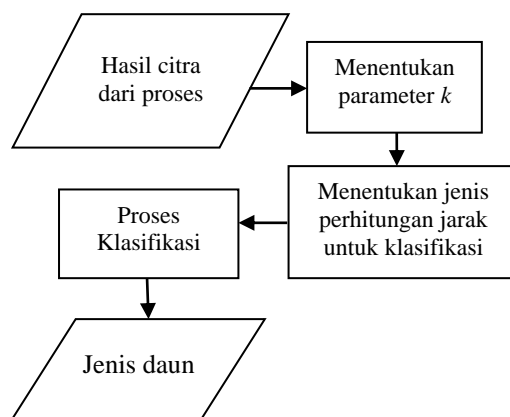 Hasil citra
dari proses
Menentukan
parameter k
Menentukan jenis
perhitungan jarak
untuk klasifikasi
Proses
Klasifikasi
Jenis daun